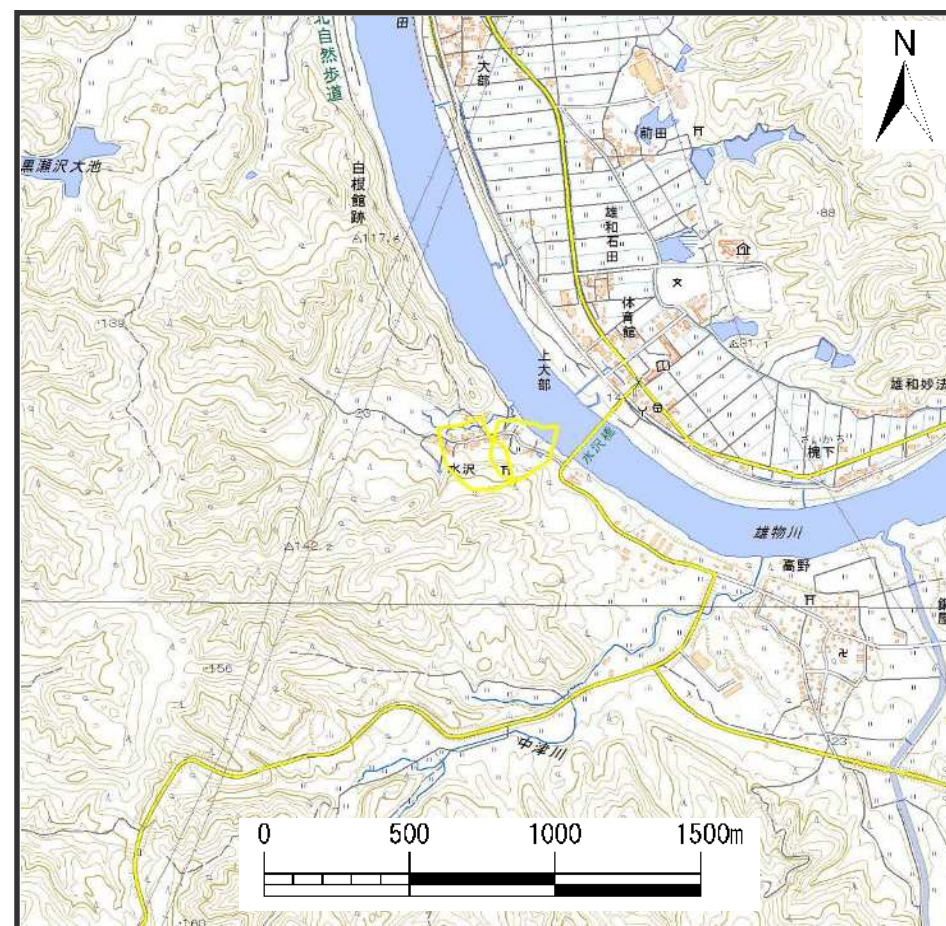 田
大部
N
北自然歩道
前田
黒瀬沢大池
白根館跡
88
117.4
雄和石田
体育館
139
上大部
14
雄和妙法
さいかち
槐下
水沢橋
水沢
雄物川
142.2
高野
156
23
中津川
0 500 1000 1500m
160